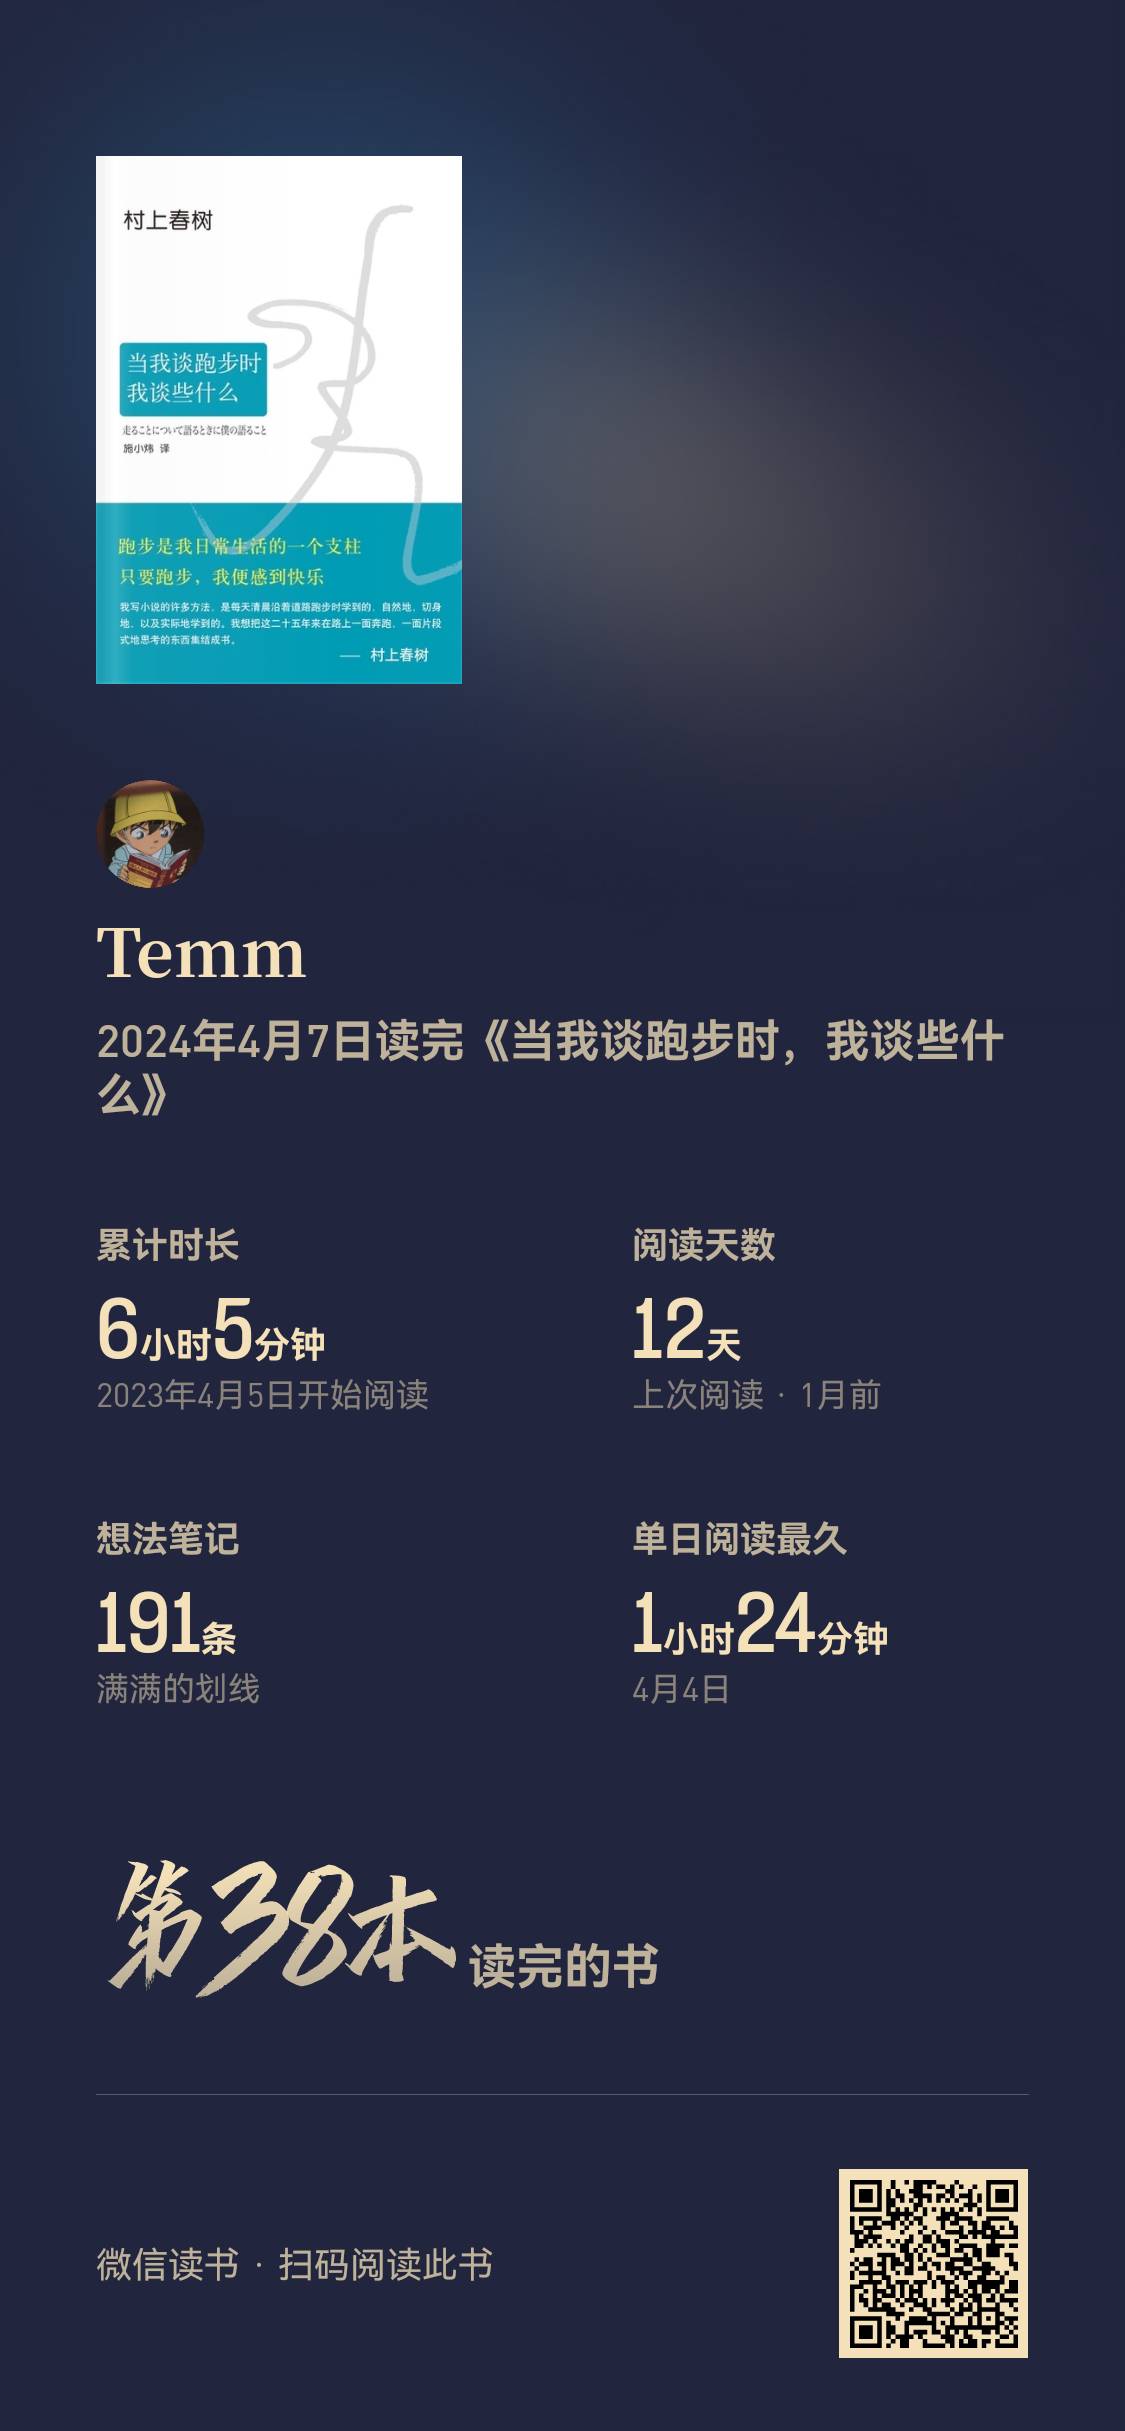 村上春树
当我谈跑步时
我谈些什么
走ることについて語るときに僕の語ること
施小炜 译
跑步是我日常生活的一个支柱
只要跑步，我便感到快乐
我写小说的许多方法，是每天清晨沿着道路跑步时学到的，自然地，切身
地，以及实际地学到的。我想把这二十五年来在路上一面奔跑，一面片段
式地思考的东西集结成书。
—— 村上春树
Temm
2024年4月7日读完《当我谈跑步时，我谈些什
么》
累计时长
6小时5分钟
2023年4月5日开始阅读
阅读天数
12天
上次阅读 · 1月前
想法笔记
191条
满满的划线
单日阅读最久
1小时24分钟
4月4日
第38本 读完的书
微信读书 · 扫码阅读此书